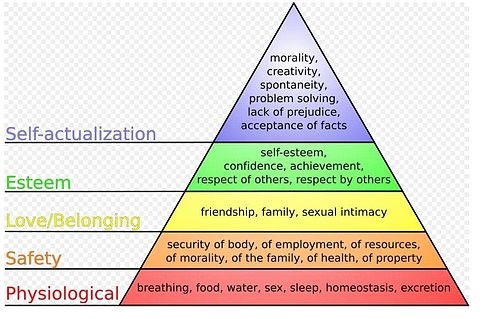 morality,
creativity,
spontaneity,
problem solving,
lack of prejudice,
acceptance of facts
Self-actualization
self-esteem,
confidence, achievement,
respect of others, respect by others
Esteem
friendship, family, sexual intimacy
Love/Belonging
security of body, of employment, of resources,
of morality, of the family, of health, of property
Safety
breathing, food, water, sex, sleep, homeostasis, excretion
Physiological